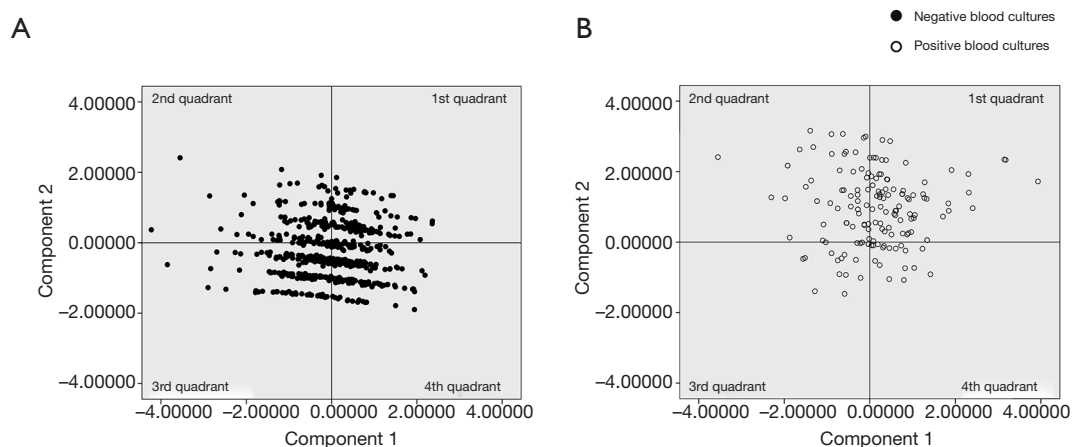 A
B
Negative blood cultures
Positive blood cultures
2nd quadrant
1st quadrant
4.00000
2.00000
0.00000
−2.00000
−4.00000
Component 2
3rd quadrant
4th quadrant
−4.00000 −2.00000 0.00000 2.00000 4.00000
Component 1
2nd quadrant
1st quadrant
4.00000
2.00000
0.00000
−2.00000
−4.00000
Component 2
3rd quadrant
4th quadrant
−4.00000 −2.00000 0.00000 2.00000 4.00000
Component 1